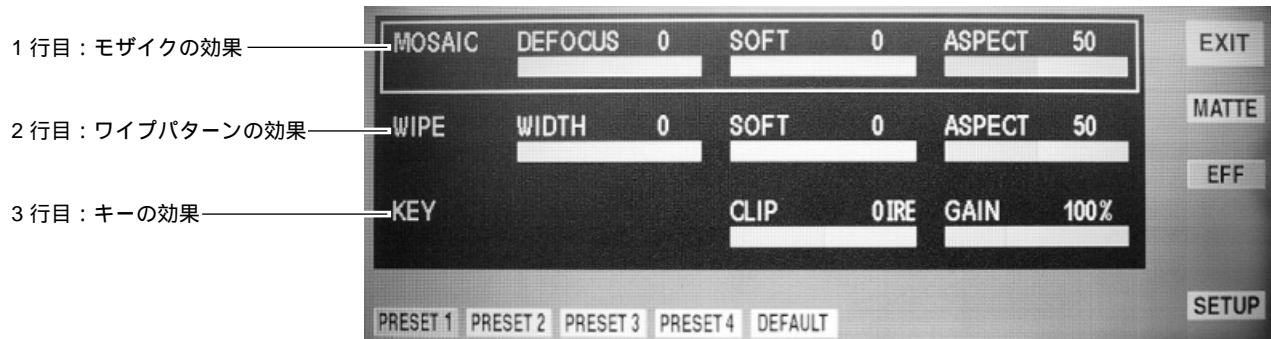 1 行目：モザイクの効果
MOSAIC DEFOCUS 0 SOFT 0 ASPECT 50
EXIT
MATTE
2 行目：ワイプパターンの効果
WIPE WIDTH 0 SOFT 0 ASPECT 50
EFF
3 行目：キーの効果
KEY CLIP 0IRE GAIN 100%
SETUP
PRESET 1 PRESET 2 PRESET 3 PRESET 4 DEFAULT